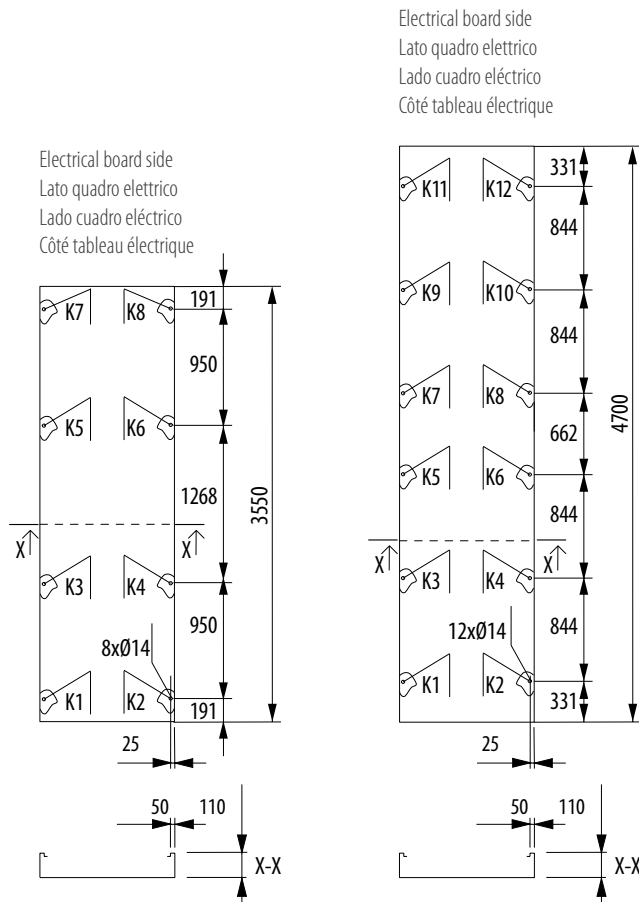 Electrical board side
Lato quadro elettrico
Lado cuadro eléctrico
Côté tableau électrique
K7
K8
191
950
K5
K6
1268
3550
X
X
K3
K4
950
8xØ14
K1
K2
191
25
50
110
X-X
Electrical board side
Lato quadro elettrico
Lado cuadro eléctrico
Côté tableau électrique
331
K11
K12
844
K9
K10
844
K7
K8
662
4700
K5
K6
844
X
X
K3
K4
844
12xØ14
K1
K2
331
25
50
110
X-X